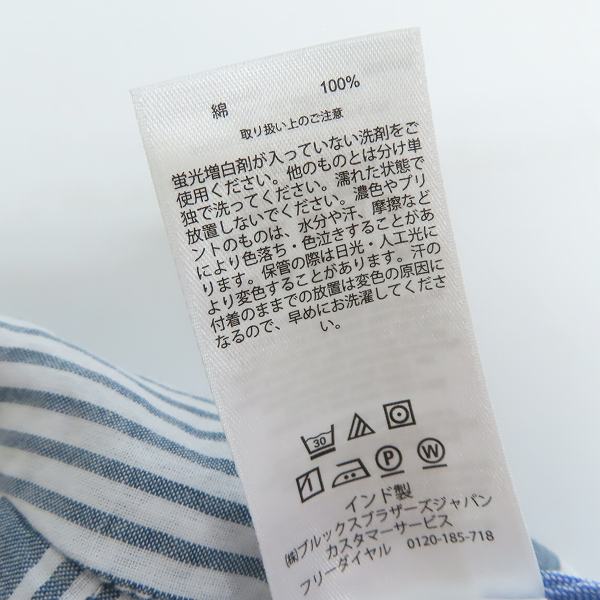 綿 100%
取り扱い上のご注意
蛍光増白剤が入っていない洗剤をご
使用ください。他のものとは分け単
独で洗ってください。濡れた状態で
放置しないでください。濃色やプリ
ントのものは、水分や汗、摩擦など
により色落ち・色泣きすることがあ
ります。保管の際は日光・人工光に
より変色することがあります。汗の
付着のままでの放置は変色の原因に
なるので、早めにお洗濯してくださ
い。
30
P W
インド製
㈱ブルックスブラザーズジャパン
カスタマーサービス
フリーダイヤル 0120-185-718